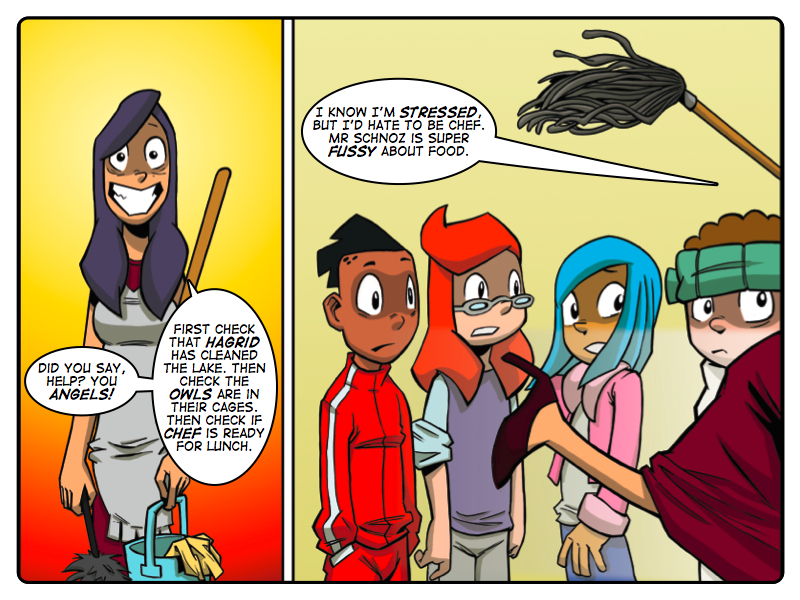 DID YOU SAY,
HELP? YOU
ANGELS!
FIRST CHECK
THAT HAGRID
HAS CLEANED
THE LAKE. THEN
CHECK THE
OWLS ARE IN
THEIR CAGES.
THEN CHECK IF
CHEF IS READY
FOR LUNCH.
I KNOW I'M STRESSED,
BUT I'D HATE TO BE CHEF.
MR SCHNOZ IS SUPER
FUSSY ABOUT FOOD.